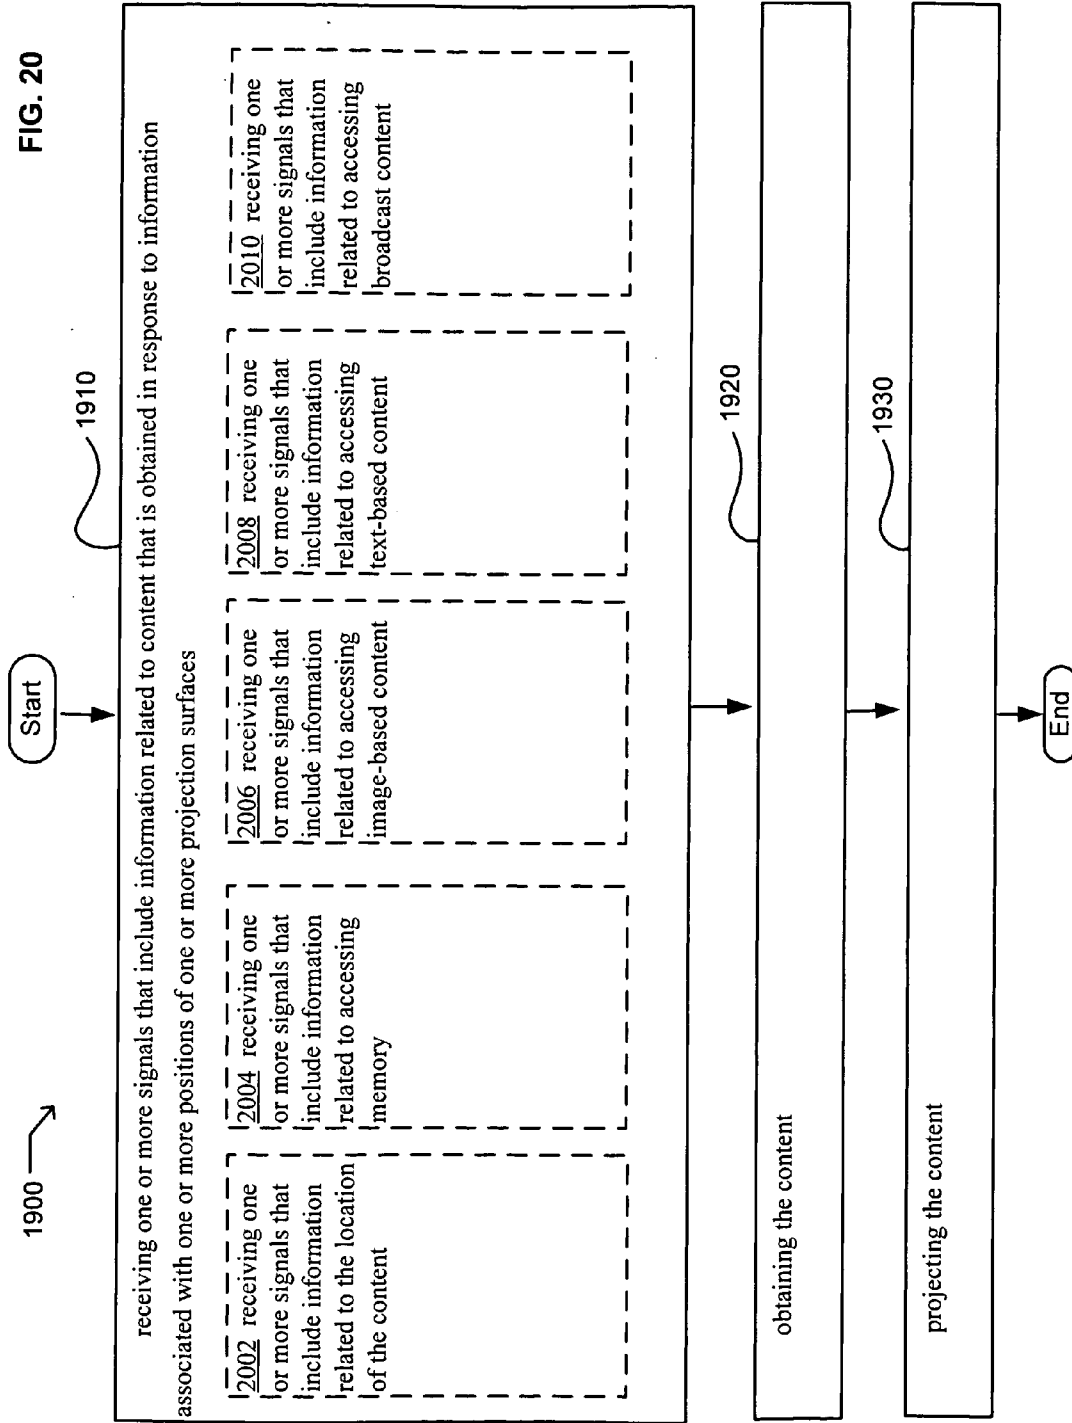 FIG. 20
1900
Start
1910
receiving one or more signals that include information related to content that is obtained in response to information
associated with one or more positions of one or more projection surfaces
2002 receiving one
or more signals that
include information
related to the location
of the content
2004 receiving one
or more signals that
include information
related to accessing
memory
2006 receiving one
or more signals that
include information
related to accessing
image-based content
2008 receiving one
or more signals that
include information
related to accessing
text-based content
2010 receiving one
or more signals that
include information
related to accessing
broadcast content
1920
obtaining the content
1930
projecting the content
End